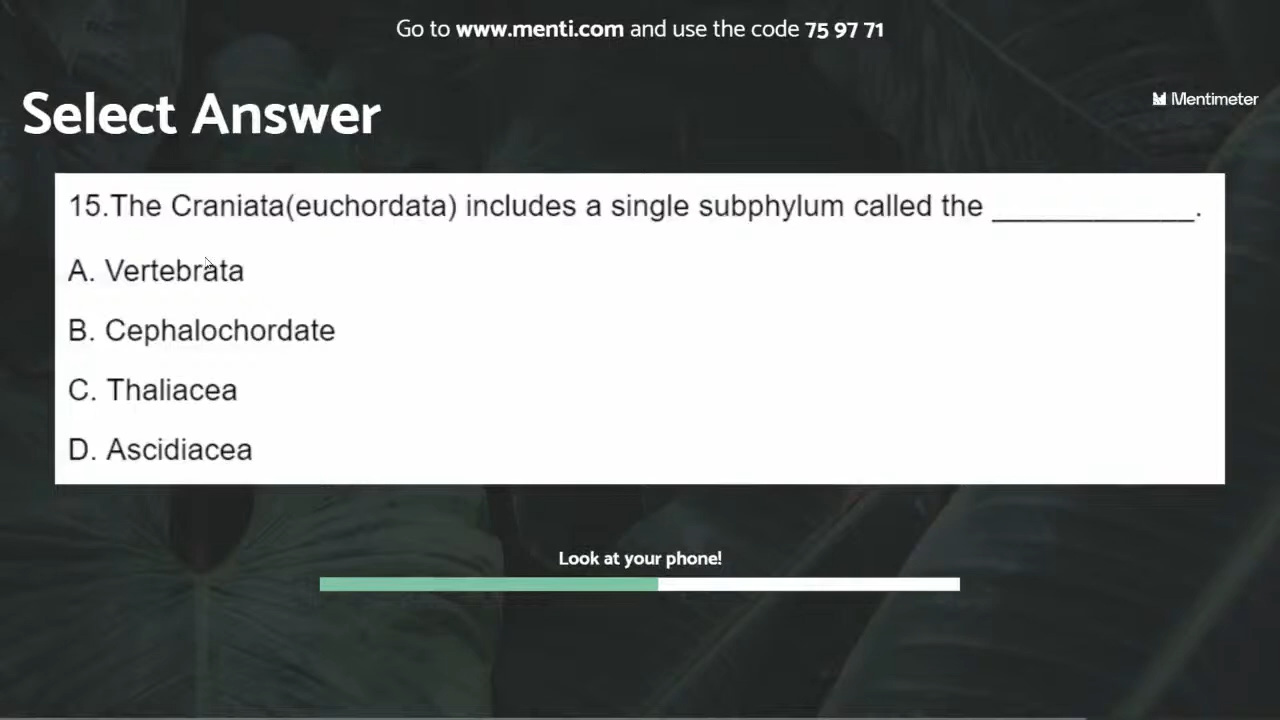 Go to www.menti.com and use the code 75 97 71
Select Answer
Mentimeter
15.The Craniata(euchordata) includes a single subphylum called the _____________.
A. Vertebrata
B. Cephalochordate
C. Thaliacea
D. Ascidiacea
Look at your phone!